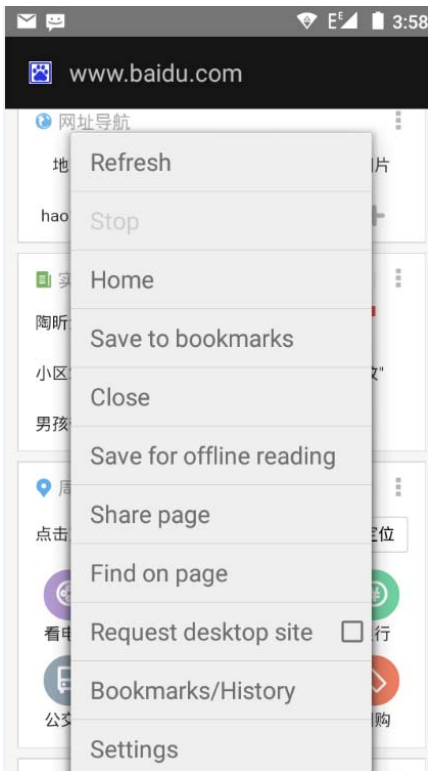 3:58
www.baidu.com
网址导航
地
Refresh
片
hao
Stop
Home
陶昕
Save to bookmarks
小区
Close
男孩
Save for offline reading
Share page
点击
定位
Find on page
看电
Request desktop site
行
Bookmarks/History
公交
购
Settings